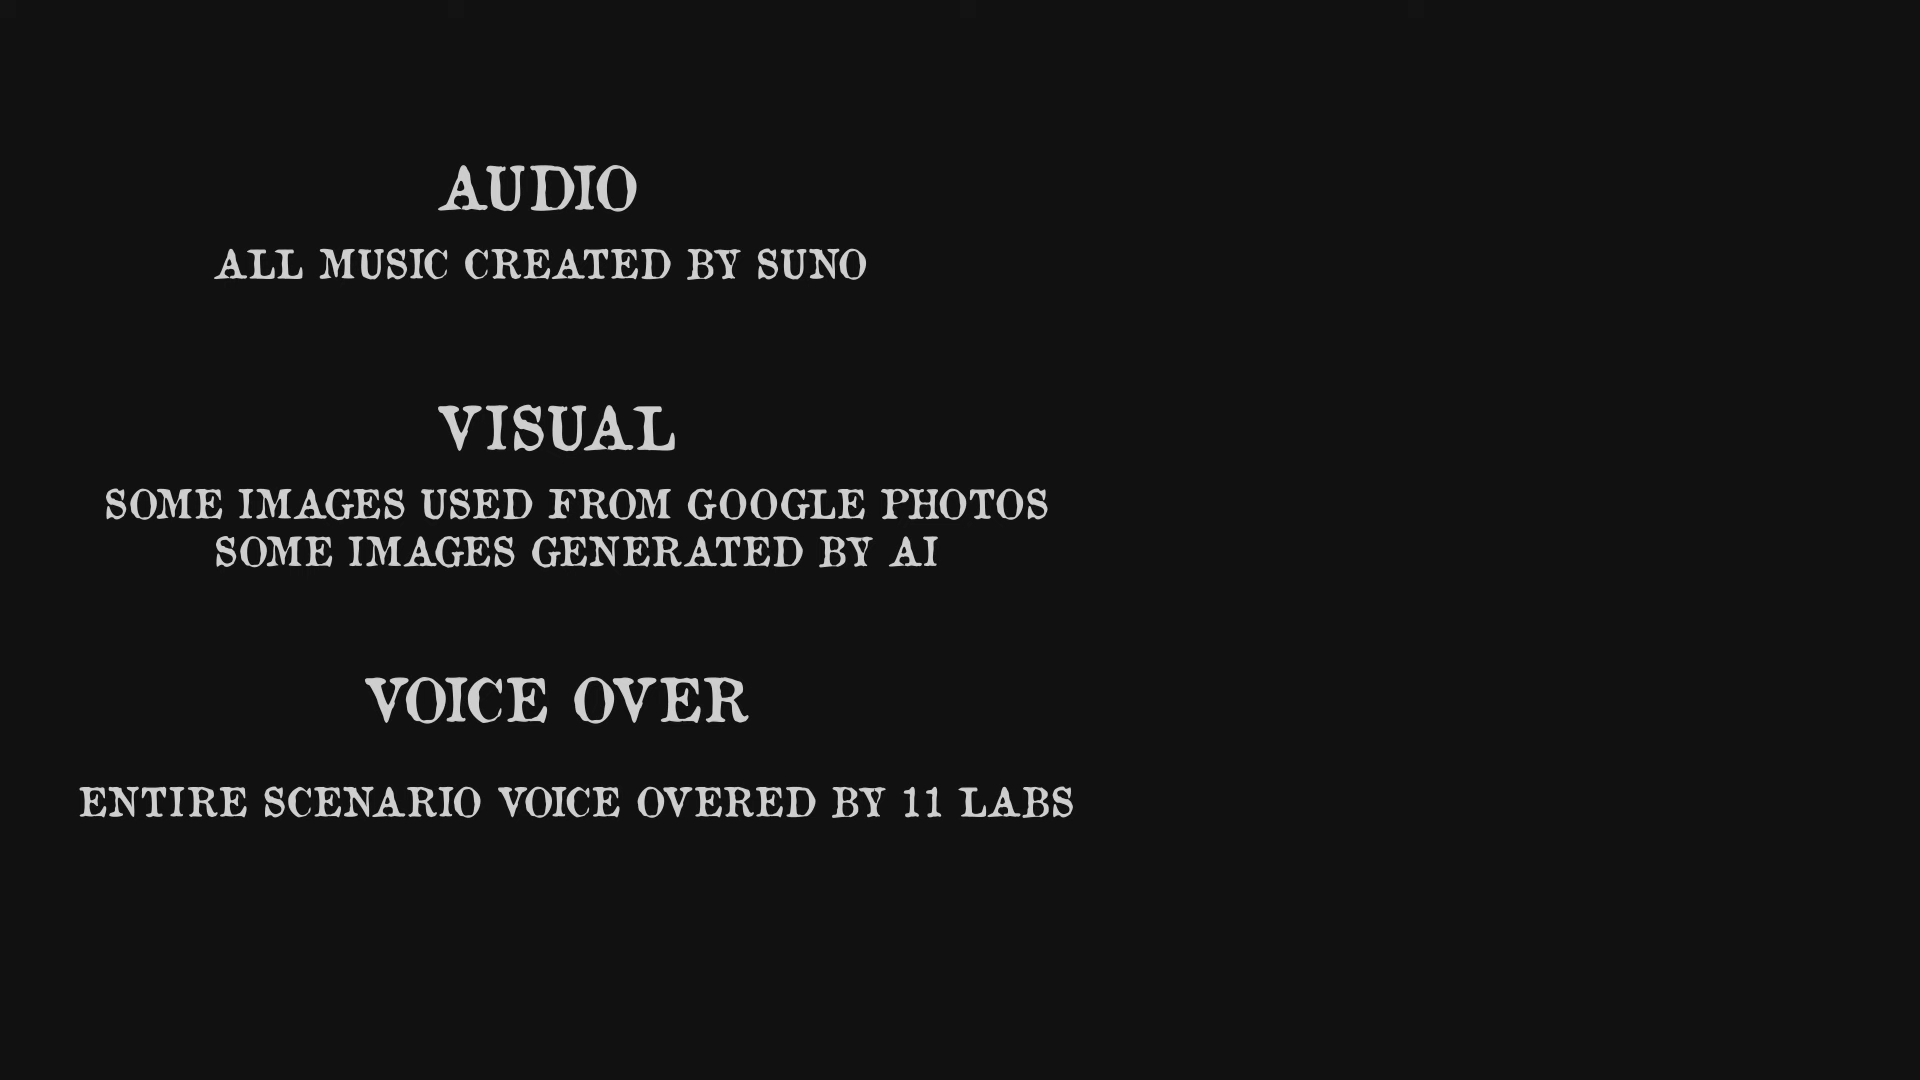 AUDIO
ALL MUSIC CREATED BY SUNO
VISUAL
SOME IMAGES USED FROM GOOGLE PHOTOS
SOME IMAGES GENERATED BY AI
VOICE OVER
ENTIRE SCENARIO VOICE OVERED BY 11 LABS